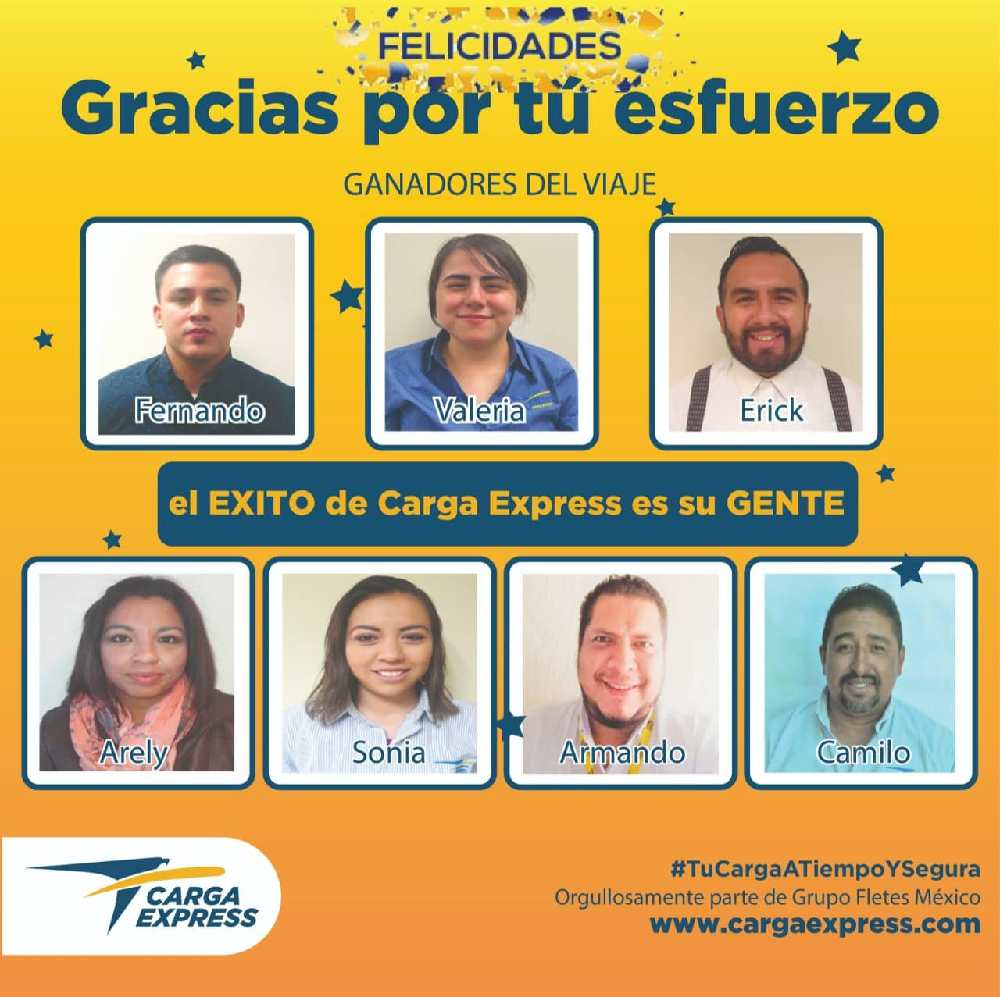 FELICIDADES
Gracias por tú esfuerzo
GANADORES DEL VIAJE
Fernando
Valeria
Erick
el EXITO de Carga Express es su GENTE
Arely
Sonia
Armando
Camilo
CARGA
EXPRESS
#TuCargaATiempoYSegura
Orgullosamente parte de Grupo Fletes México
www.cargaexpress.com